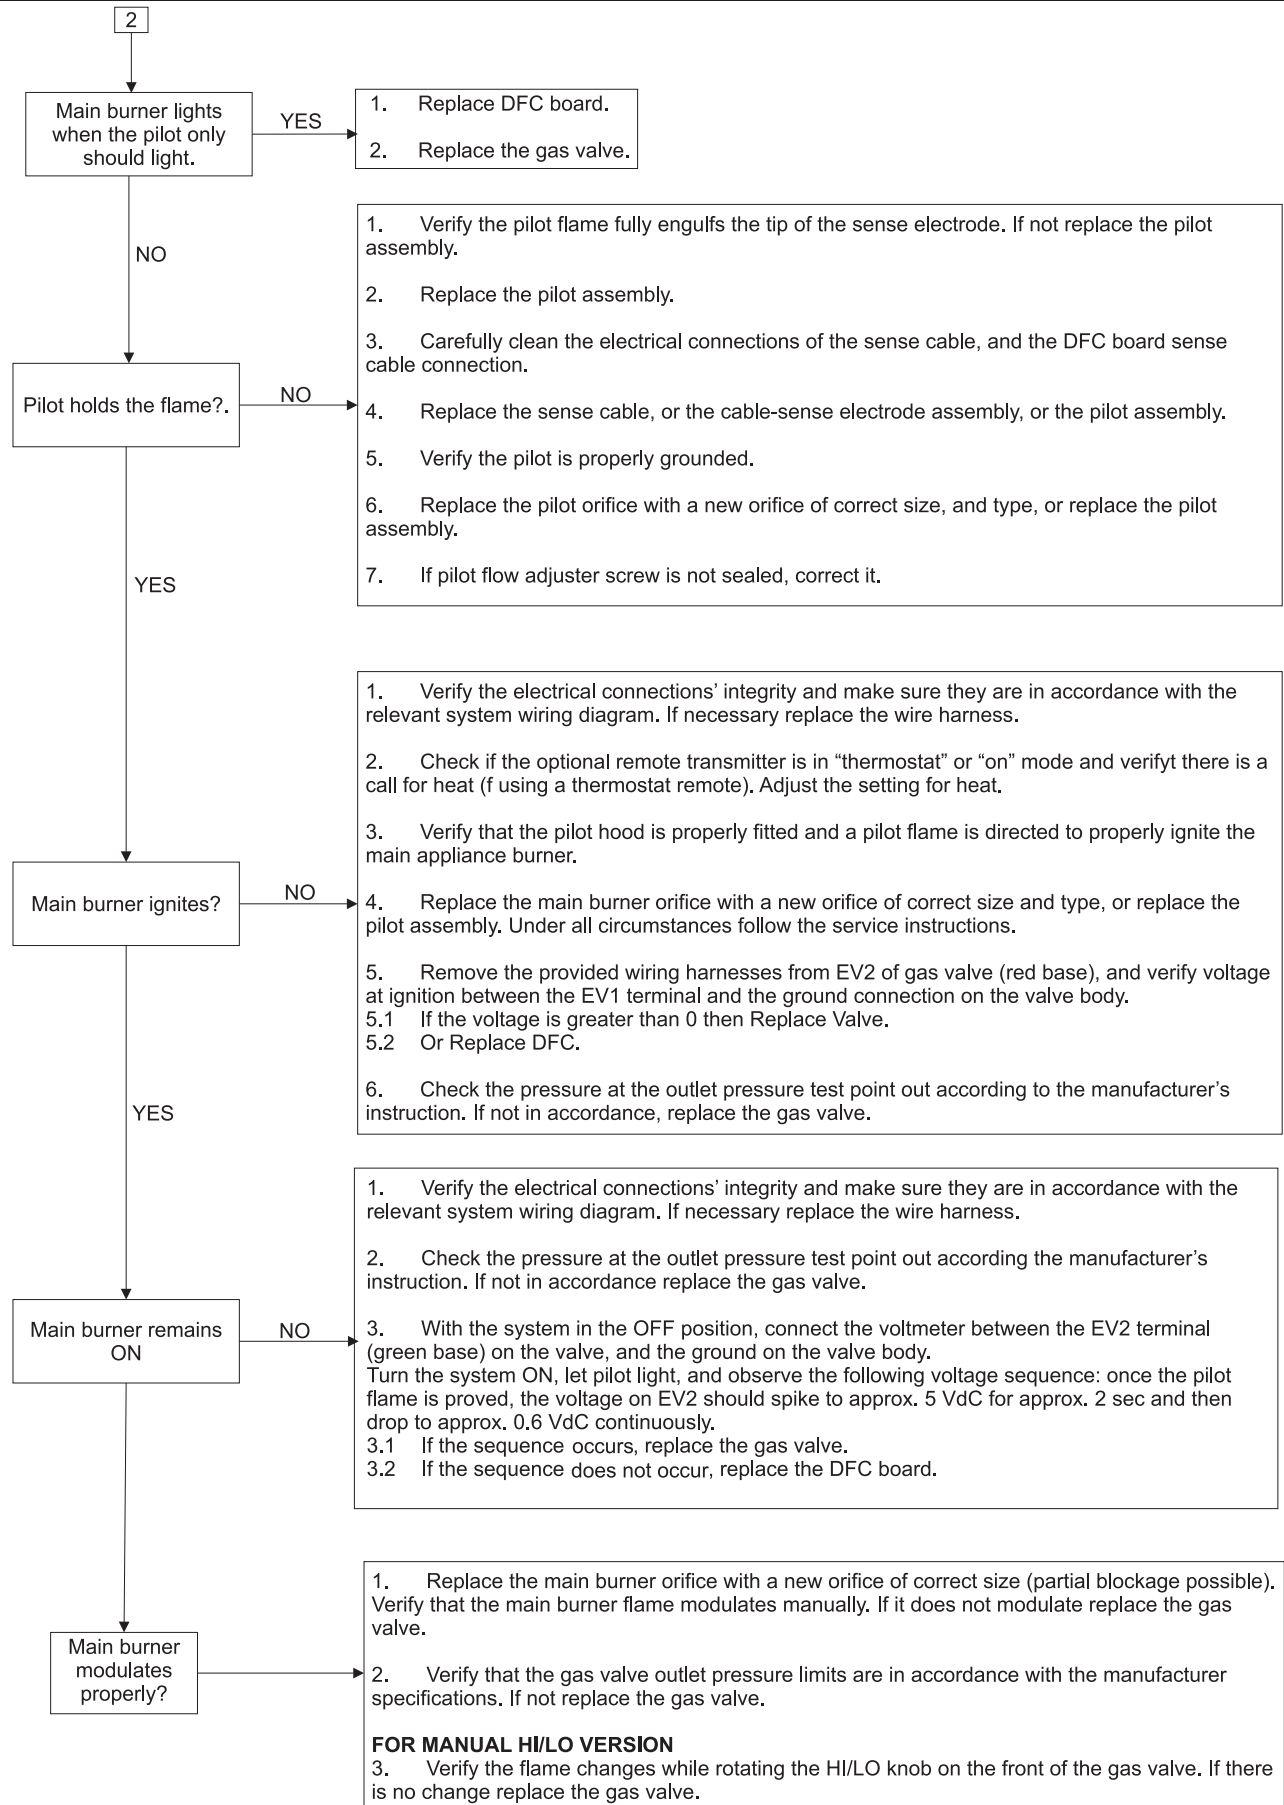 2
Main burner lights
when the pilot only
should light.
YES
1. Replace DFC board.
2. Replace the gas valve.
NO
Pilot holds the flame?.
NO
1. Verify the pilot flame fully engulfs the tip of the sense electrode. If not replace the pilot
assembly.
2. Replace the pilot assembly.
3. Carefully clean the electrical connections of the sense cable, and the DFC board sense
cable connection.
4. Replace the sense cable, or the cable-sense electrode assembly, or the pilot assembly.
5. Verify the pilot is properly grounded.
6. Replace the pilot orifice with a new orifice of correct size, and type, or replace the pilot
assembly.
7. If pilot flow adjuster screw is not sealed, correct it.
YES
Main burner ignites?
NO
1. Verify the electrical connections’ integrity and make sure they are in accordance with the
relevant system wiring diagram. If necessary replace the wire harness.
2. Check if the optional remote transmitter is in “thermostat” or “on” mode and verifyt there is a
call for heat (f using a thermostat remote). Adjust the setting for heat.
3. Verify that the pilot hood is properly fitted and a pilot flame is directed to properly ignite the
main appliance burner.
4. Replace the main burner orifice with a new orifice of correct size and type, or replace the
pilot assembly. Under all circumstances follow the service instructions.
5. Remove the provided wiring harnesses from EV2 of gas valve (red base), and verify voltage
at ignition between the EV1 terminal and the ground connection on the valve body.
5.1 If the voltage is greater than 0 then Replace Valve.
5.2 Or Replace DFC.
6. Check the pressure at the outlet pressure test point out according to the manufacturer’s
instruction. If not in accordance, replace the gas valve.
YES
Main burner remains
ON
NO
1. Verify the electrical connections’ integrity and make sure they are in accordance with the
relevant system wiring diagram. If necessary replace the wire harness.
2. Check the pressure at the outlet pressure test point out according the manufacturer’s
instruction. If not in accordance replace the gas valve.
3. With the system in the OFF position, connect the voltmeter between the EV2 terminal
(green base) on the valve, and the ground on the valve body.
Turn the system ON, let pilot light, and observe the following voltage sequence: once the pilot
flame is proved, the voltage on EV2 should spike to approx. 5 VdC for approx. 2 sec and then
drop to approx. 0.6 VdC continuously.
3.1 If the sequence occurs, replace the gas valve.
3.2 If the sequence does not occur, replace the DFC board.
Main burner
modulates
properly?
1. Replace the main burner orifice with a new orifice of correct size (partial blockage possible).
Verify that the main burner flame modulates manually. If it does not modulate replace the gas
valve.
2. Verify that the gas valve outlet pressure limits are in accordance with the manufacturer
specifications. If not replace the gas valve.
FOR MANUAL HI/LO VERSION
3. Verify the flame changes while rotating the HI/LO knob on the front of the gas valve. If there
is no change replace the gas valve.